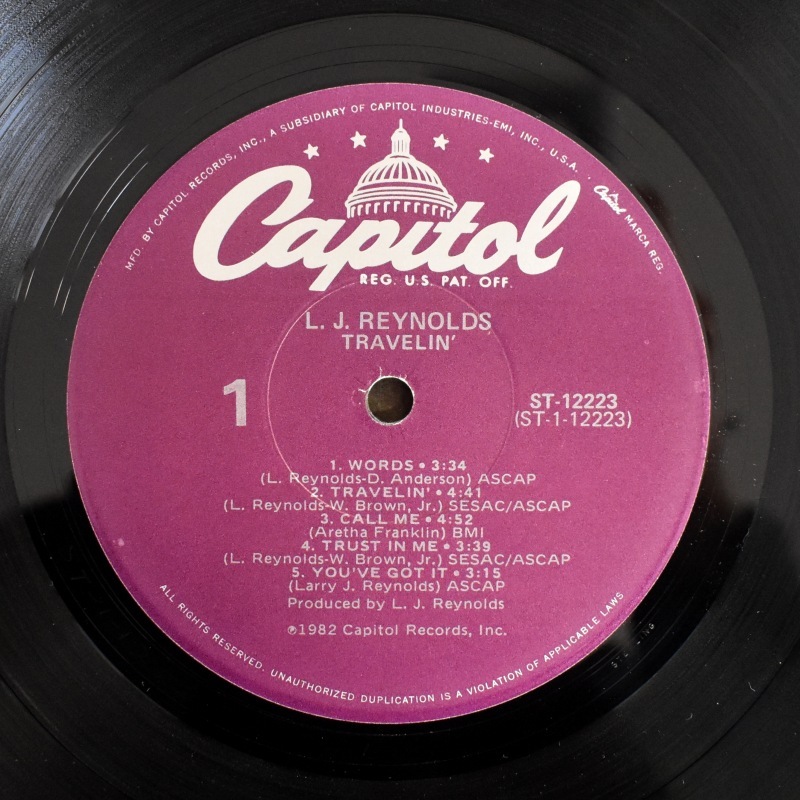 MFD. BY CAPITOL RECORDS, INC., A SUBSIDIARY OF CAPITOL INDUSTRIES-EMI, INC., U.S.A. · Capitol MARCA REG.
Capitol
REG. U.S. PAT. OFF.
L. J. REYNOLDS
TRAVELIN'
1
ST-12223
(ST-1-12223)
1. WORDS • 3:34
(L. Reynolds-D. Anderson) ASCAP
2. TRAVELIN' • 4:41
(L. Reynolds-W. Brown, Jr.) SESAC/ASCAP
3. CALL ME • 4:52
(Aretha Franklin) BMI
4. TRUST IN ME • 3:39
(L. Reynolds-W. Brown, Jr.) SESAC/ASCAP
5. YOU'VE GOT IT • 3:15
(Larry J. Reynolds) ASCAP
Produced by L. J. Reynolds
℗1982 Capitol Records, Inc.
ALL RIGHTS RESERVED. UNAUTHORIZED DUPLICATION IS A VIOLATION OF APPLICABLE LAWS